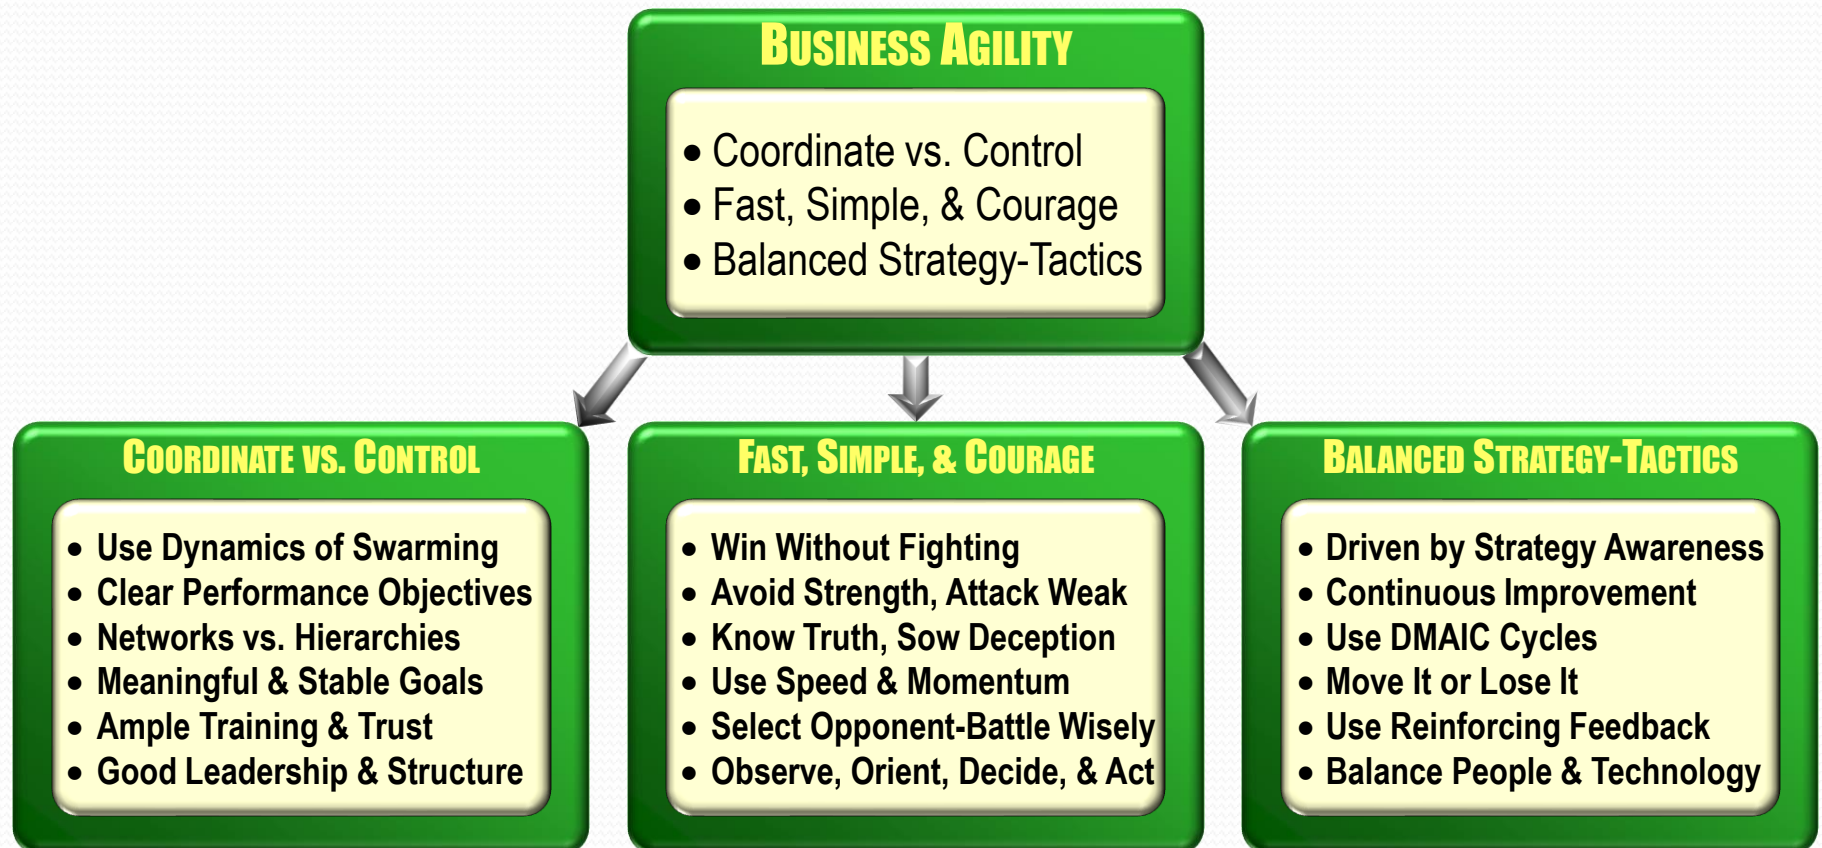 BUSINESS AGILITY
• Coordinate vs. Control
• Fast, Simple, & Courage
• Balanced Strategy-Tactics
COORDINATE VS. CONTROL
• Use Dynamics of Swarming
• Clear Performance Objectives
• Networks vs. Hierarchies
• Meaningful & Stable Goals
• Ample Training & Trust
• Good Leadership & Structure
FAST, SIMPLE, & COURAGE
• Win Without Fighting
• Avoid Strength, Attack Weak
• Know Truth, Sow Deception
• Use Speed & Momentum
• Select Opponent-Battle Wisely
• Observe, Orient, Decide, & Act
BALANCED STRATEGY-TACTICS
• Driven by Strategy Awareness
• Continuous Improvement
• Use DMAIC Cycles
• Move It or Lose It
• Use Reinforcing Feedback
• Balance People & Technology